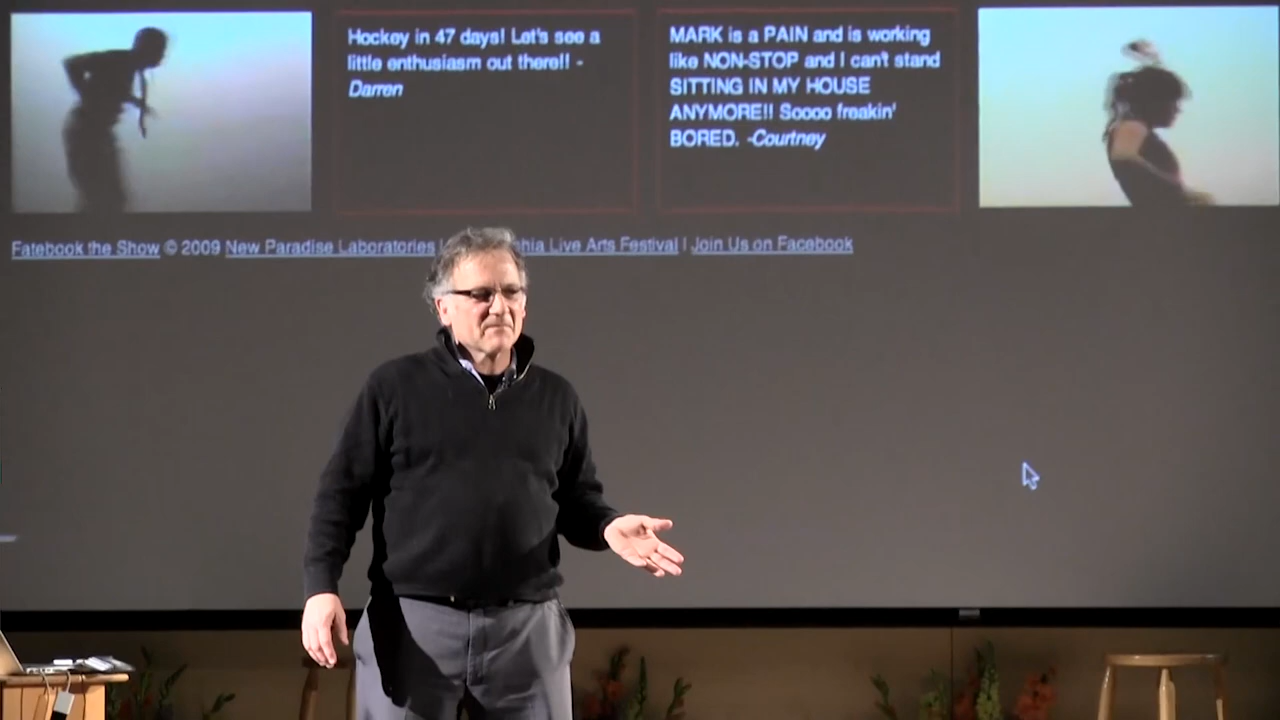 Hockey in 47 days! Let's see a
little enthusiasm out there!! -
Darren
MARK is a PAIN and is working
like NON-STOP and I can't stand
SITTING IN MY HOUSE
ANYMORE!! Soooo freakin'
BORED. -Courtney
Fatebook the Show © 2009 New Paradise Laboratories | Live Arts Festival | Join Us on Facebook